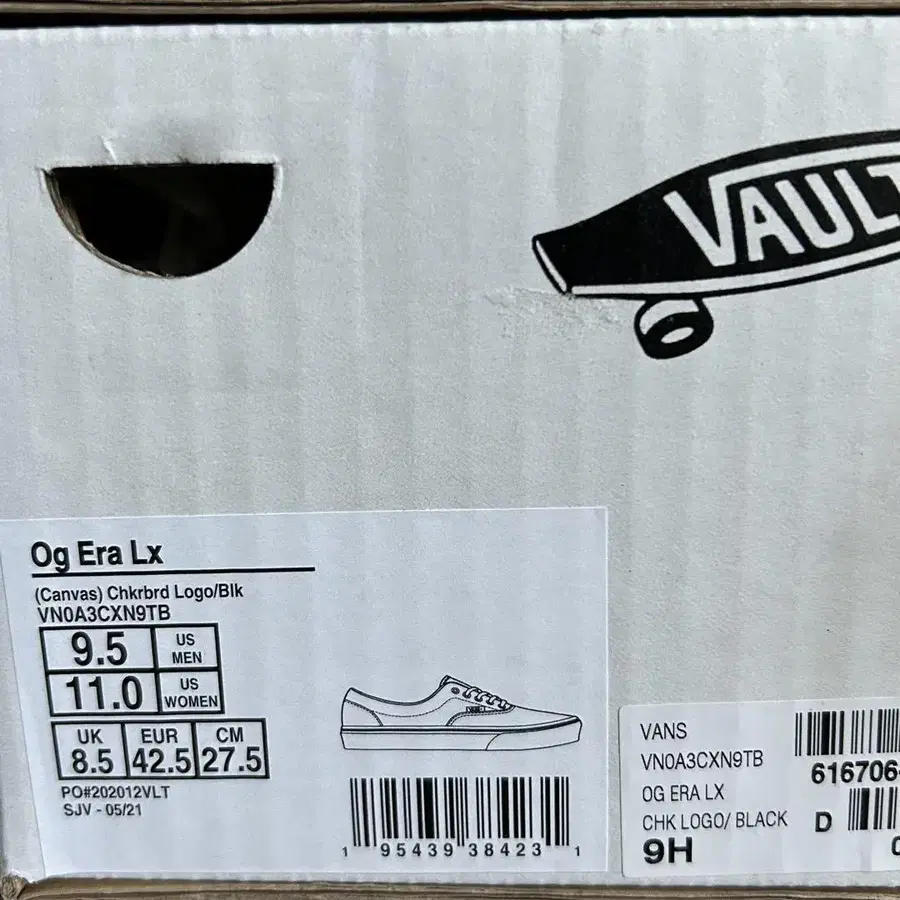 VAULT
Og Era Lx
(Canvas) Chkrbrd Logo/Blk
VN0A3CXN9TB
9.5 US MEN
11.0 US WOMEN
UK EUR CM
8.5 42.5 27.5
PO#202012VLT
SJV - 05/21
1 95439 38423 1
VANS
VN0A3CXN9TB
616706
OG ERA LX
CHK LOGO/ BLACK D
9H